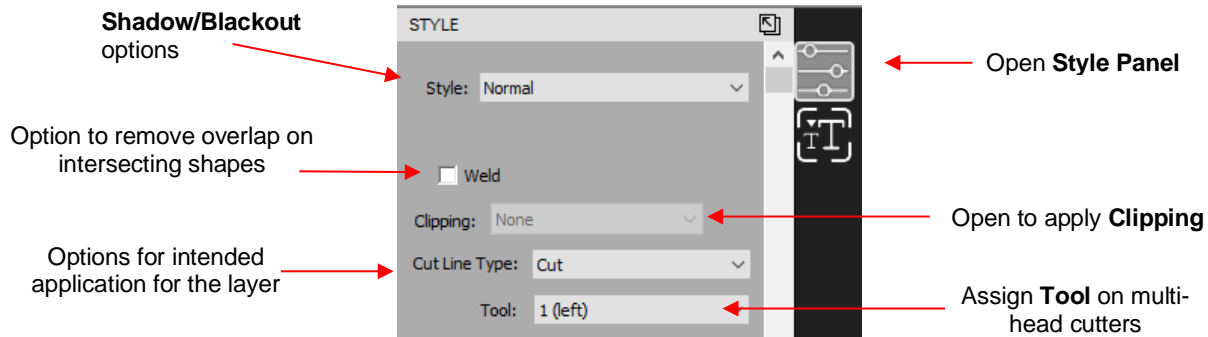 Shadow/Blackout
options
STYLE
Open Style Panel
Style: Normal
T T
Option to remove overlap on
intersecting shapes
Weld
Clipping: None
Open to apply Clipping
Options for intended
application for the layer
Cut Line Type: Cut
Tool: 1 (left)
Assign Tool on multi-
head cutters